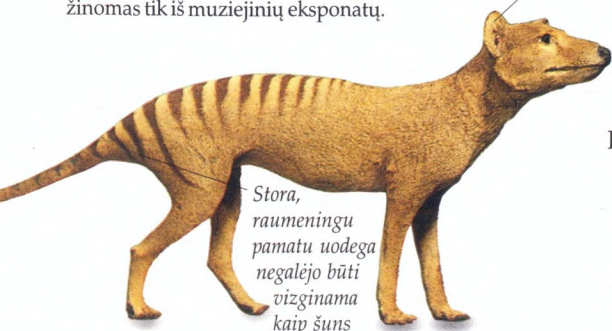 žinomas tik iš muziejinių eksponatų.
Stora,
raumeningu
pamatu uodega
negalėjo būti
vizginama
kaip šuns